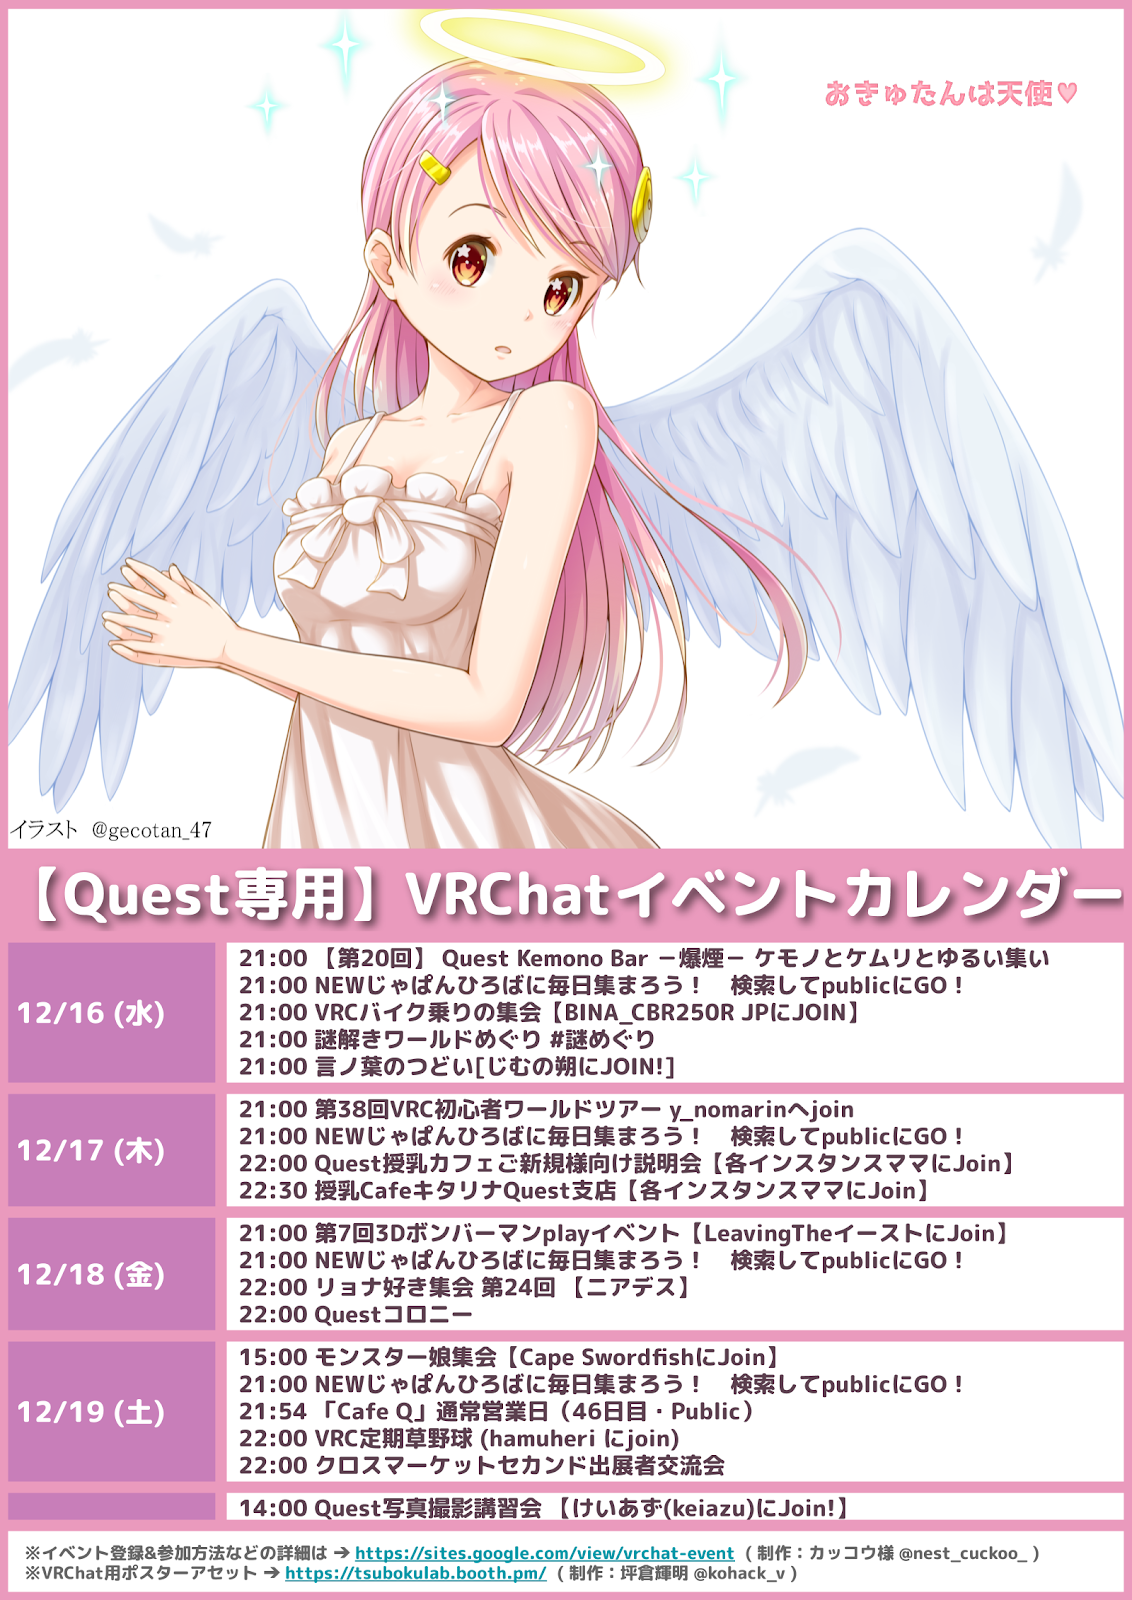 おきゅたんは天使♥
イラスト @gecotan_47
【Quest専用】VRChatイベントカレンダー
12/16 (水)
21:00 【第20回】 Quest Kemono Bar －爆煙－ ケモノとケムリとゆるい集い
21:00 NEWじゃぱんひろばに毎日集まろう！　検索してpublicにGO！
21:00 VRCバイク乗りの集会【BINA_CBR250R JPにJOIN】
21:00 謎解きワールドめぐり #謎めぐり
21:00 言ノ葉のつどい[じむの朔にJOIN!]
12/17 (木)
21:00 第38回VRC初心者ワールドツアー y_nomarinへjoin
21:00 NEWじゃぱんひろばに毎日集まろう！　検索してpublicにGO！
22:00 Quest授乳カフェご新規様向け説明会【各インスタンスママにJoin】
22:30 授乳CafeキタリナQuest支店【各インスタンスママにJoin】
12/18 (金)
21:00 第7回3Dボンバーマンplayイベント【LeavingTheイーストにJoin】
21:00 NEWじゃぱんひろばに毎日集まろう！　検索してpublicにGO！
22:00 リョナ好き集会 第24回 【ニアデス】
22:00 Questコロニー
12/19 (土)
15:00 モンスター娘集会【Cape SwordfishにJoin】
21:00 NEWじゃぱんひろばに毎日集まろう！　検索してpublicにGO！
21:54 「Cafe Q」通常営業日（46日目・Public）
22:00 VRC定期草野球 (hamuheri にjoin)
22:00 クロスマーケットセカンド出展者交流会
14:00 Quest写真撮影講習会 【けいあず(keiazu)にJoin!】
※イベント登録&参加方法などの詳細は → https://sites.google.com/view/vrchat-event ( 制作：カッコウ様 @nest_cuckoo_ )
※VRChat用ポスターアセット → https://tsubokulab.booth.pm/ ( 制作：坪倉輝明 @kohack_v )